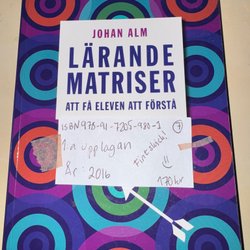 JOHAN ALM
LÄRANDE
MATRISER
ATT FÅ ELEVEN ATT FÖRSTÅ
ISBN 978-91-7205-980-1
1:a upplagan
Fint skick!
År: 2016
170 kr